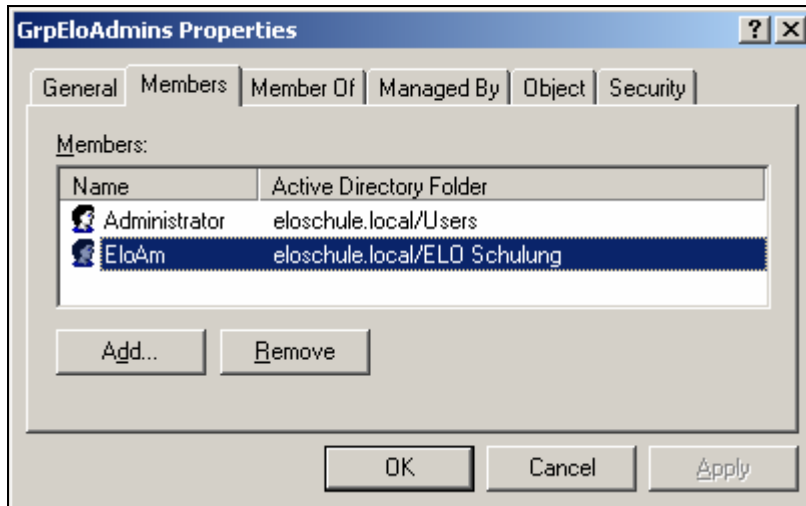 GrpEloAdmins Properties ? X
General Members Member Of Managed By Object Security
Members:
Name Active Directory Folder
Administrator eloschule.local/Users
EloAm eloschule.local/ELO Schulung
Add... Remove
OK Cancel Apply